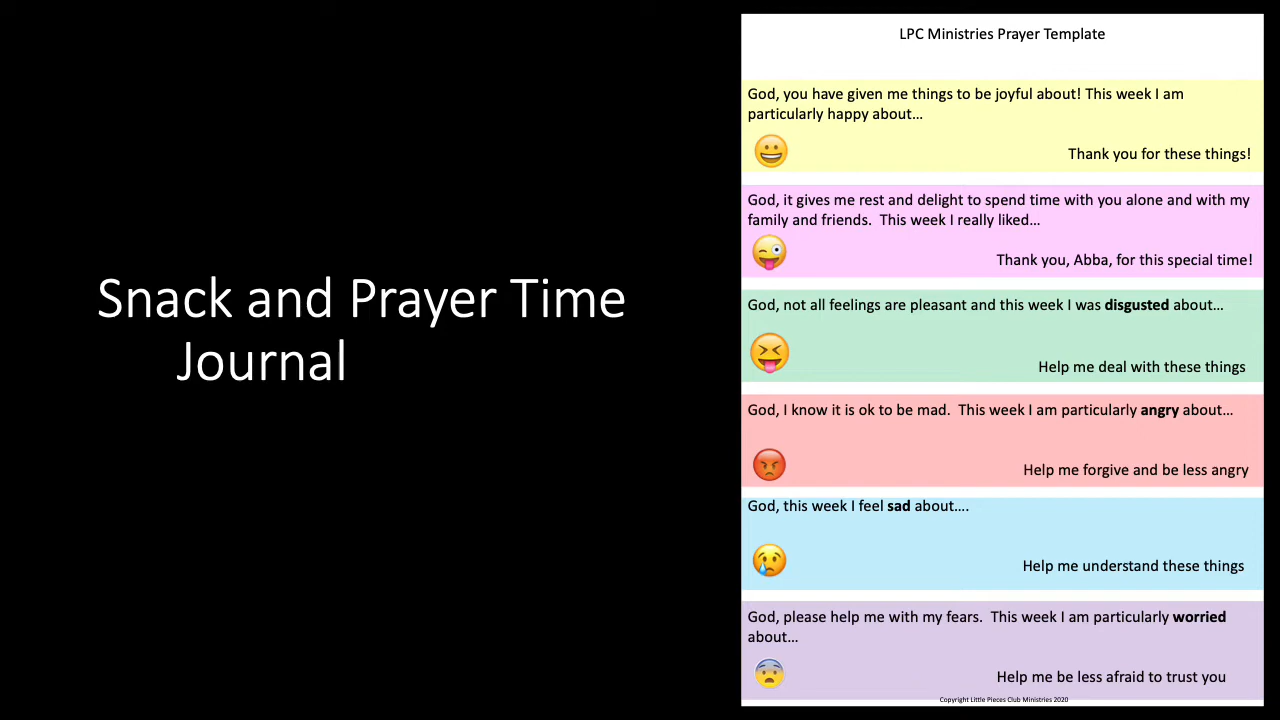 Snack and Prayer Time
Journal
LPC Ministries Prayer Template
God, you have given me things to be joyful about! This week I am
particularly happy about…
Thank you for these things!
God, it gives me rest and delight to spend time with you alone and with my
family and friends.  This week I really liked…
Thank you, Abba, for this special time!
God, not all feelings are pleasant and this week I was disgusted about…
Help me deal with these things
God, I know it is ok to be mad.  This week I am particularly angry about…
Help me forgive and be less angry
God, this week I feel sad about….
Help me understand these things
God, please help me with my fears.  This week I am particularly worried
about…
Help me be less afraid to trust you
Copyright Little Pieces Club Ministries 2020